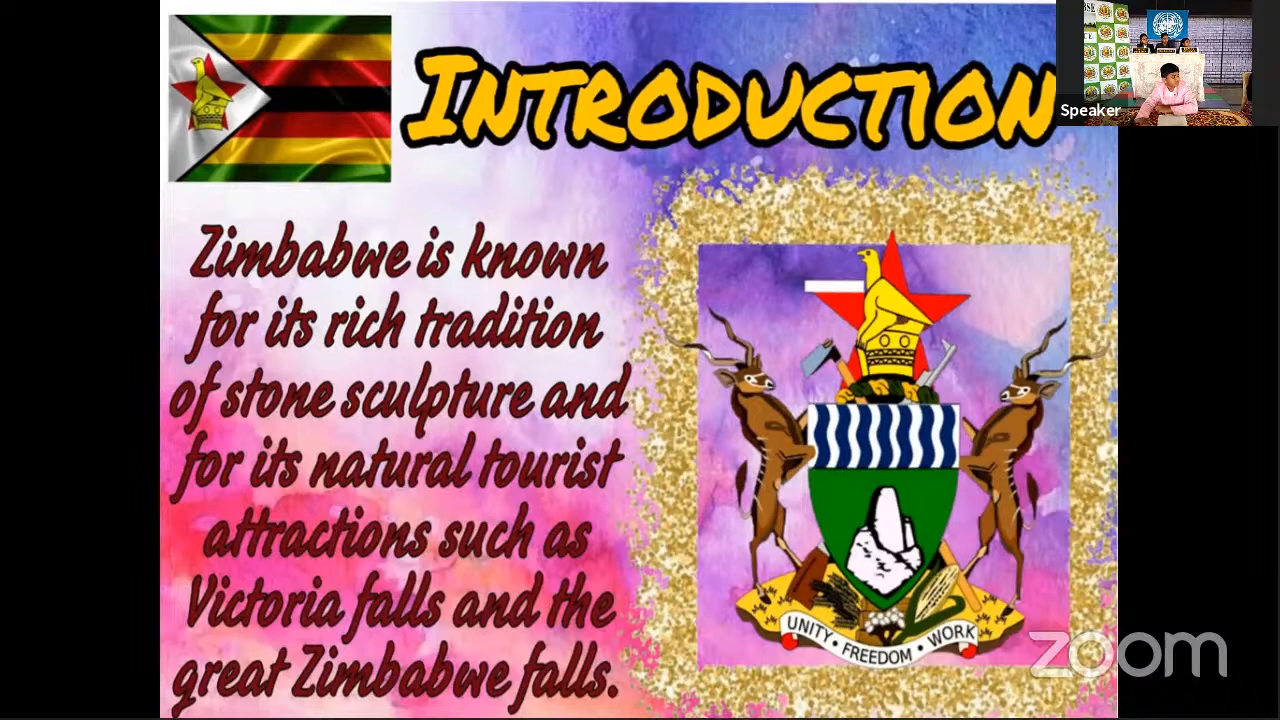 INTRODUCTION
Speaker
Zimbabwe is known
for its rich tradition
of stone sculpture and
for its natural tourist
attractions such as
Victoria falls and the
great Zimbabwe falls.
UNITY • FREEDOM • WORK
zoom